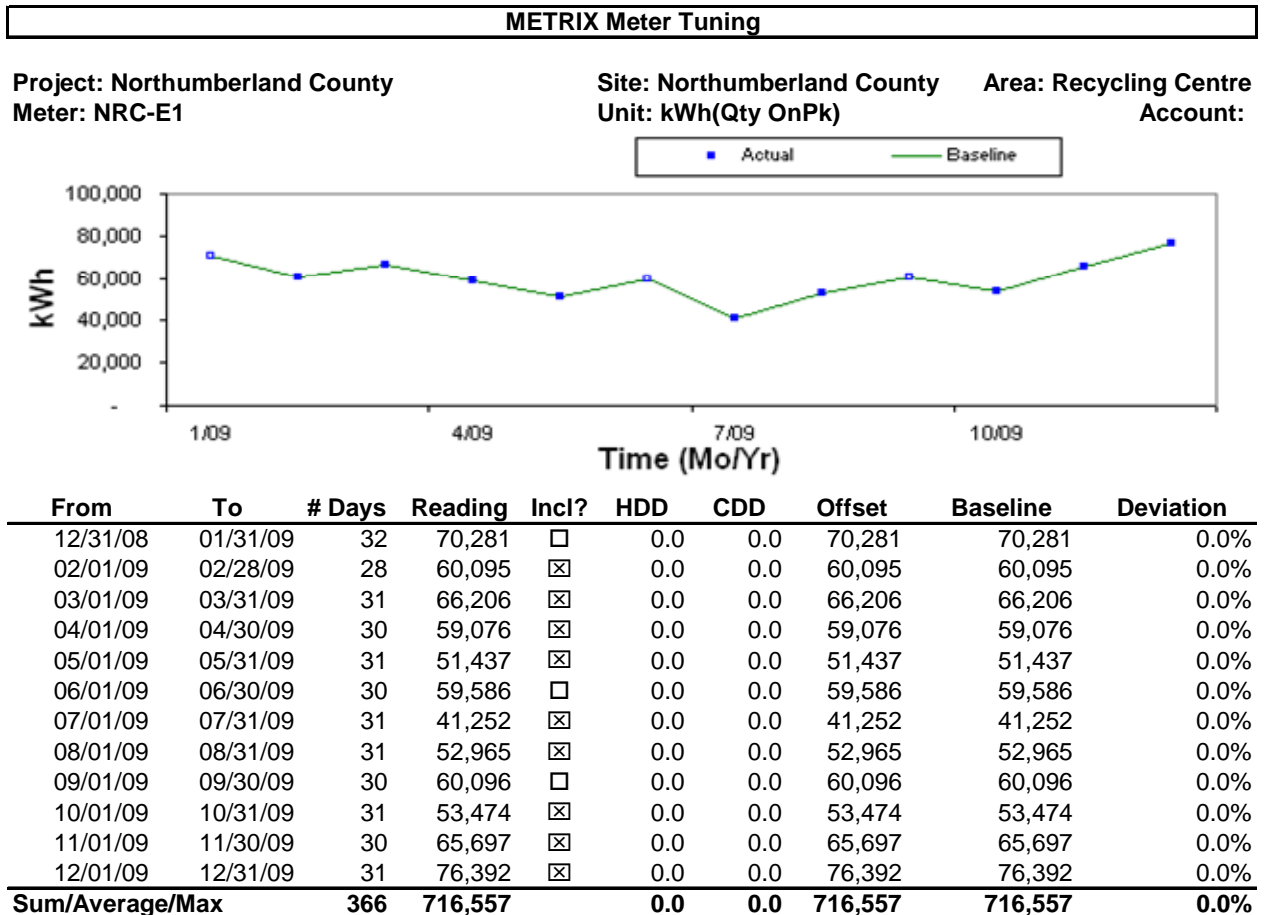 METRIX Meter Tuning
Project: Northumberland County Site: Northumberland County Area: Recycling Centre
Meter: NRC-E1 Unit: kWh(Qty OnPk) Account:
Actual Baseline
100,000
80,000
60,000
40,000
20,000
-
kWh
1/09 4/09 7/09 10/09
Time (Mo/Yr)
From To # Days Reading Incl? HDD CDD Offset Baseline Deviation
12/31/08 01/31/09 32 70,281 ☐ 0.0 0.0 70,281 70,281 0.0%
02/01/09 02/28/09 28 60,095 ☒ 0.0 0.0 60,095 60,095 0.0%
03/01/09 03/31/09 31 66,206 ☒ 0.0 0.0 66,206 66,206 0.0%
04/01/09 04/30/09 30 59,076 ☒ 0.0 0.0 59,076 59,076 0.0%
05/01/09 05/31/09 31 51,437 ☒ 0.0 0.0 51,437 51,437 0.0%
06/01/09 06/30/09 30 59,586 ☐ 0.0 0.0 59,586 59,586 0.0%
07/01/09 07/31/09 31 41,252 ☒ 0.0 0.0 41,252 41,252 0.0%
08/01/09 08/31/09 31 52,965 ☒ 0.0 0.0 52,965 52,965 0.0%
09/01/09 09/30/09 30 60,096 ☐ 0.0 0.0 60,096 60,096 0.0%
10/01/09 10/31/09 31 53,474 ☒ 0.0 0.0 53,474 53,474 0.0%
11/01/09 11/30/09 30 65,697 ☒ 0.0 0.0 65,697 65,697 0.0%
12/01/09 12/31/09 31 76,392 ☒ 0.0 0.0 76,392 76,392 0.0%
Sum/Average/Max 366 716,557 0.0 0.0 716,557 716,557 0.0%